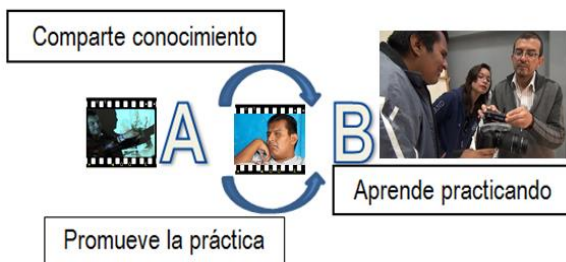 Comparte conocimiento
A
B
Aprende practicando
Promueve la práctica